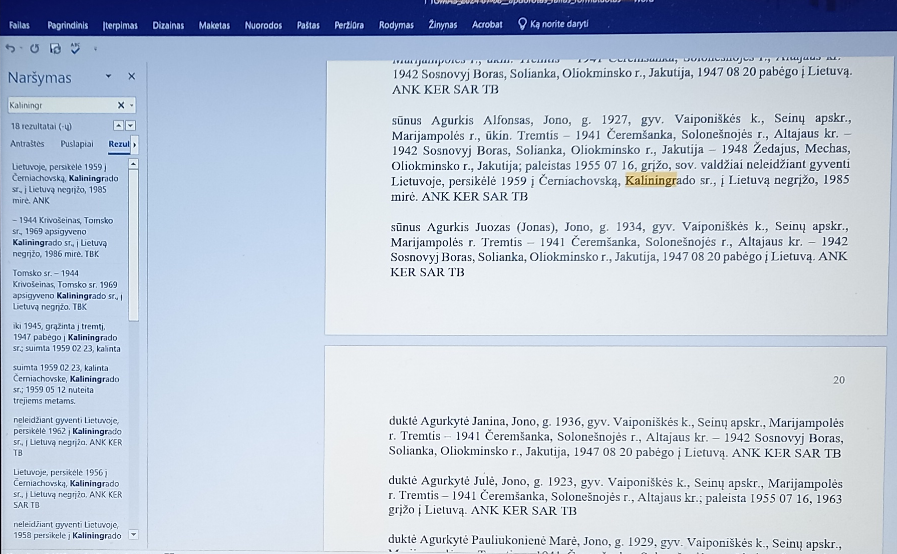 Failas Pagrindinis Įterpimas Dizainas Maketas Nuorodos Paštas Peržiūra Rodymas Žinynas Acrobat Ką norite daryti
Naršymas
Kaliningr
18 rezultatai (-ų)
Antraštės Puslapiai Rezul
Lietuvoje, persikėlė 1959 į
Černiachovską, Kaliningrado
sr., į Lietuvą negrįžo, 1985
mirė. ANK
– 1944 Krivošeinas, Tomsko
sr., 1969 apsigyveno
Kaliningrado sr., į Lietuvą
negrįžo, 1986 mirė. TBK
Tomsko sr. – 1944
Krivošeinas, Tomsko sr. 1969
apsigyveno Kaliningrado sr., į
Lietuvą negrįžo. TBK
iki 1945, grąžinta į tremtį,
1947 pabėgo į Kaliningrado
sr.; suimta 1959 02 23, kalinta
suimta 1959 02 23, kalinta
Černiachovske, Kaliningrado
sr.; 1959 05 12 nuteita
trejiems metams.
neleidžiant gyventi Lietuvoje,
persikėlė 1962 į Kaliningrado
sr., į Lietuvą negrįžo. ANK KER
TB
Lietuvoje, persikėlė 1956 į
Černiachovską, Kaliningrado
sr., į Lietuvą negrįžo. ANK KER
SAR TB
neleidžiant gyventi Lietuvoje,
1958 persikėlė į Kaliningrado
1942 Sosnovyj Boras, Solianka, Oliokminsko r., Jakutija, 1947 08 20 pabėgo į Lietuvą.
ANK KER SAR TB
sūnus Agurkis Alfonsas, Jono, g. 1927, gyv. Vaiponiškės k., Seinų apskr.,
Marijampolės r., ūkin. Tremtis – 1941 Čeremšanka, Solonešnojės r., Altajaus kr. –
1942 Sosnovyj Boras, Solianka, Oliokminsko r., Jakutija – 1948 Žedajus, Mechas,
Oliokminsko r., Jakutija; paleistas 1955 07 16, grįžo, sov. valdžiai neleidžiant gyventi
Lietuvoje, persikėlė 1959 į Černiachovską, Kaliningrado sr., į Lietuvą negrįžo, 1985
mirė. ANK KER SAR TB
sūnus Agurkis Juozas (Jonas), Jono, g. 1934, gyv. Vaiponiškės k., Seinų apskr.,
Marijampolės r. Tremtis – 1941 Čeremšanka, Solonešnojės r., Altajaus kr. – 1942
Sosnovyj Boras, Solianka, Oliokminsko r., Jakutija, 1947 08 20 pabėgo į Lietuvą. ANK
KER SAR TB
20
duktė Agurkytė Janina, Jono, g. 1936, gyv. Vaiponiškės k., Seinų apskr., Marijampolės
r. Tremtis – 1941 Čeremšanka, Solonešnojės r., Altajaus kr. – 1942 Sosnovyj Boras,
Solianka, Oliokminsko r., Jakutija, 1947 08 20 pabėgo į Lietuvą. ANK KER SAR TB
duktė Agurkytė Julė, Jono, g. 1923, gyv. Vaiponiškės k., Seinų apskr., Marijampolės
r. Tremtis – 1941 Čeremšanka, Solonešnojės r., Altajaus kr.; paleista 1955 07 16, 1963
grįžo į Lietuvą. ANK KER SAR TB
duktė Agurkytė Pauliukonienė Marė, Jono, g. 1929, gyv. Vaiponiškės k., Seinų apskr.,